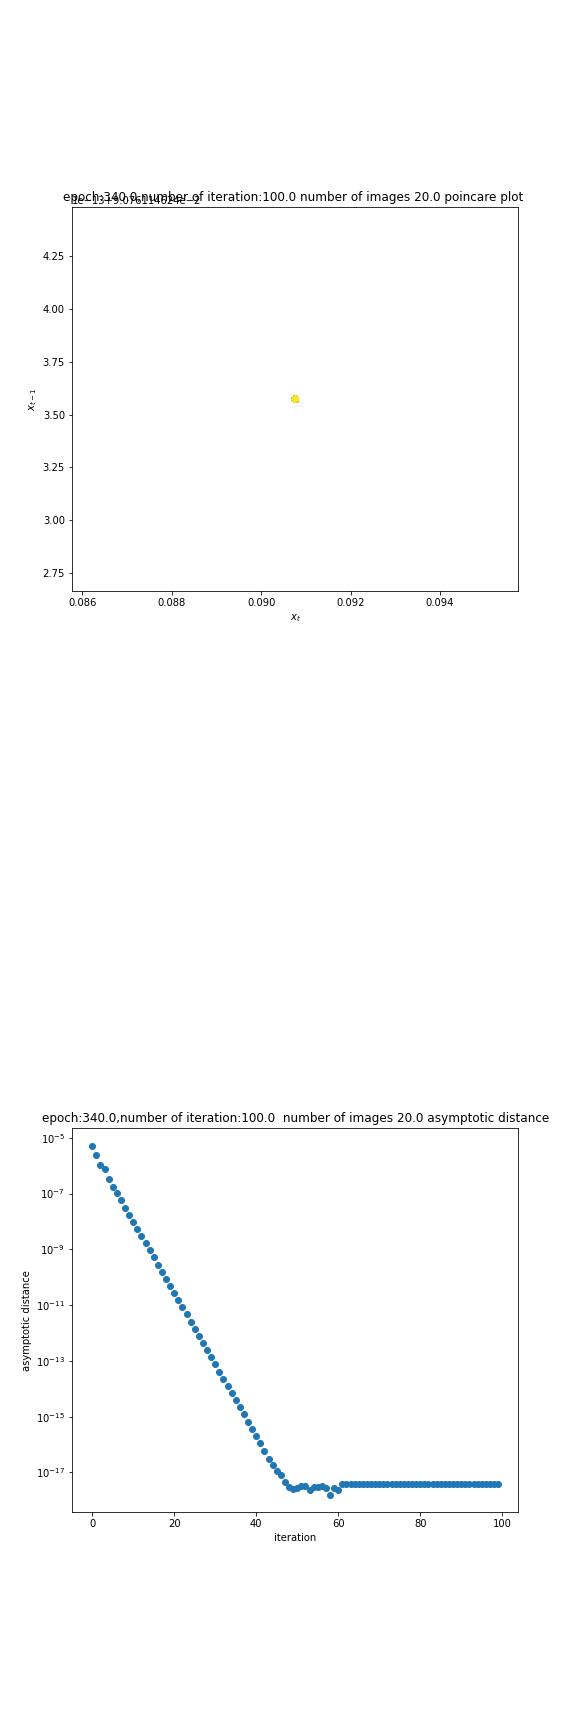 epoch:340.0,number of iteration:100.0 number of images 20.0 poincare plot
4.25
4.00
3.75
3.50
3.25
3.00
2.75
x_{t-1}
0.086 0.088 0.090 0.092 0.094
x_t
epoch:340.0,number of iteration:100.0 number of images 20.0 asymptotic distance
10^{-5}
10^{-7}
10^{-9}
10^{-11}
10^{-13}
10^{-15}
10^{-17}
asymptotic distance
0 20 40 60 80 100
iteration